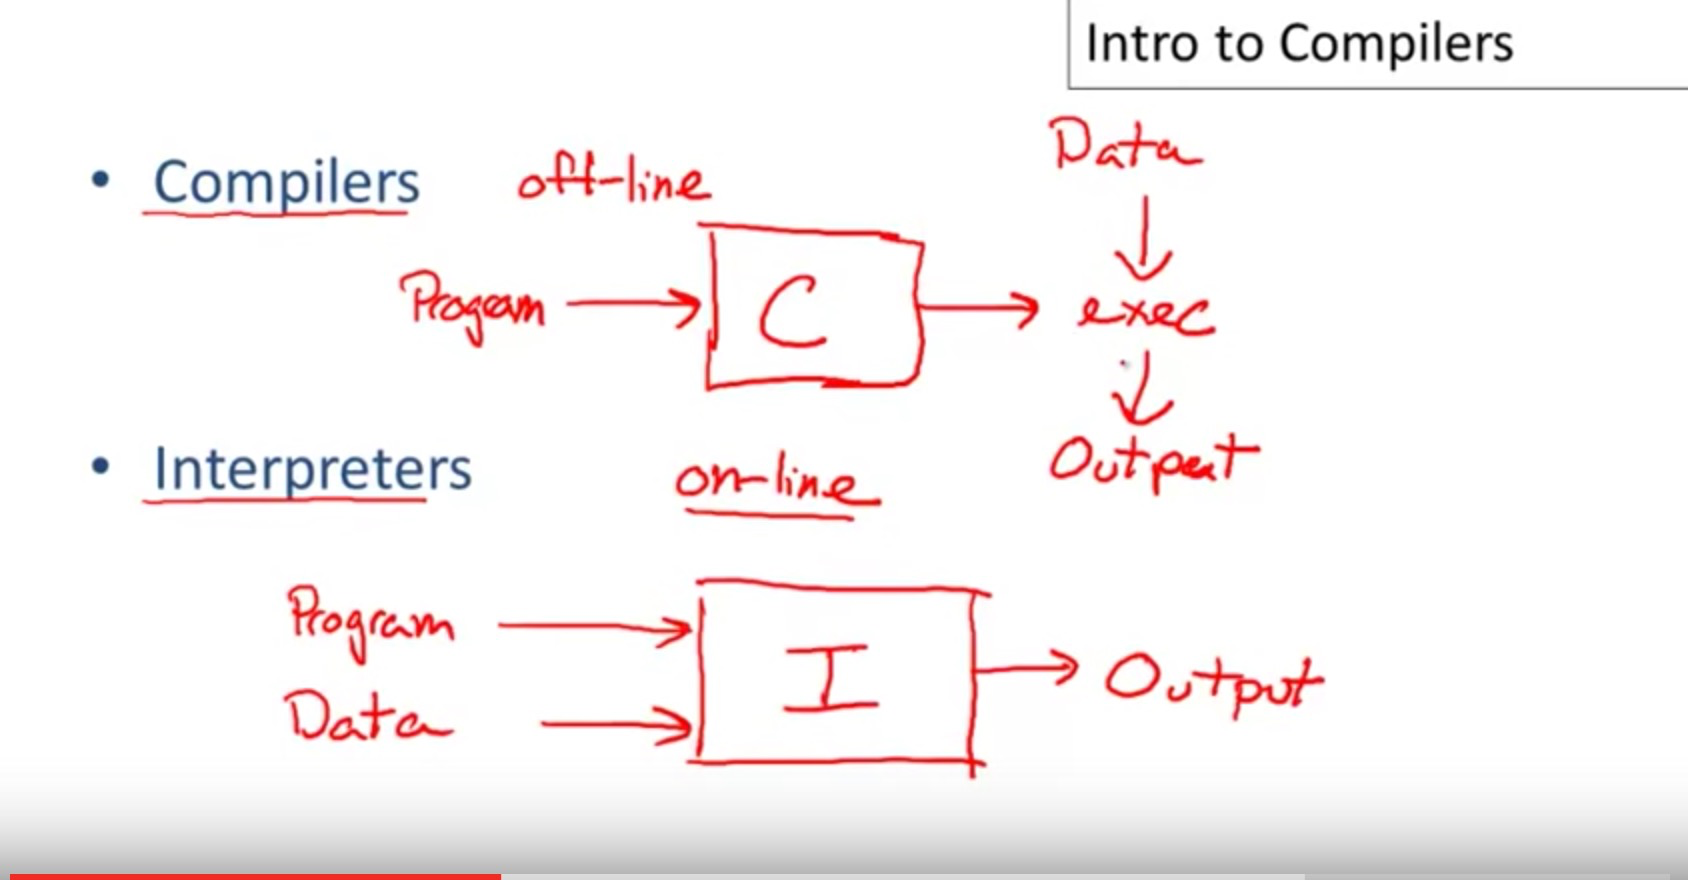 Intro to Compilers
• Compilers off-line
Data
Program → C → exec
Output
• Interpreters on-line
Program
I → Output
Data